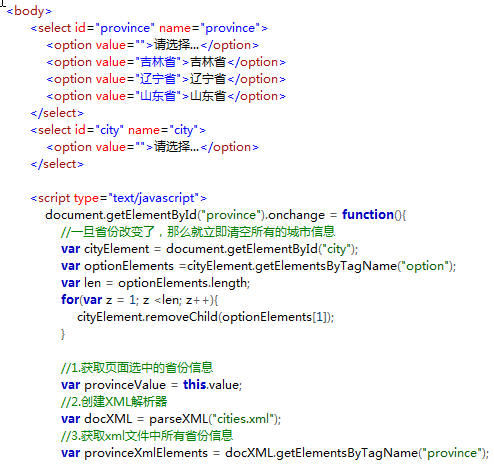 <body>
<select id="province" name="province">
<option value="">请选择...</option>
<option value="吉林省">吉林省</option>
<option value="辽宁省">辽宁省</option>
<option value="山东省">山东省</option>
</select>
<select id="city" name="city">
<option value="">请选择...</option>
</select>
<script type="text/javascript">
document.getElementById("province").onchange = function(){
//一旦省份改变了，那么就立即清空所有的城市信息
var cityElement = document.getElementById("city");
var optionElements =cityElement.getElementsByTagName("option");
var len = optionElements.length;
for(var z = 1; z <len; z++){
cityElement.removeChild(optionElements[1]);
}
//1.获取页面选中的省份信息
var provinceValue = this.value;
//2.创建XML解析器
var docXML = parseXML("cities.xml");
//3.获取xml文件中所有省份信息
var provinceXmlElements = docXML.getElementsByTagName("province");